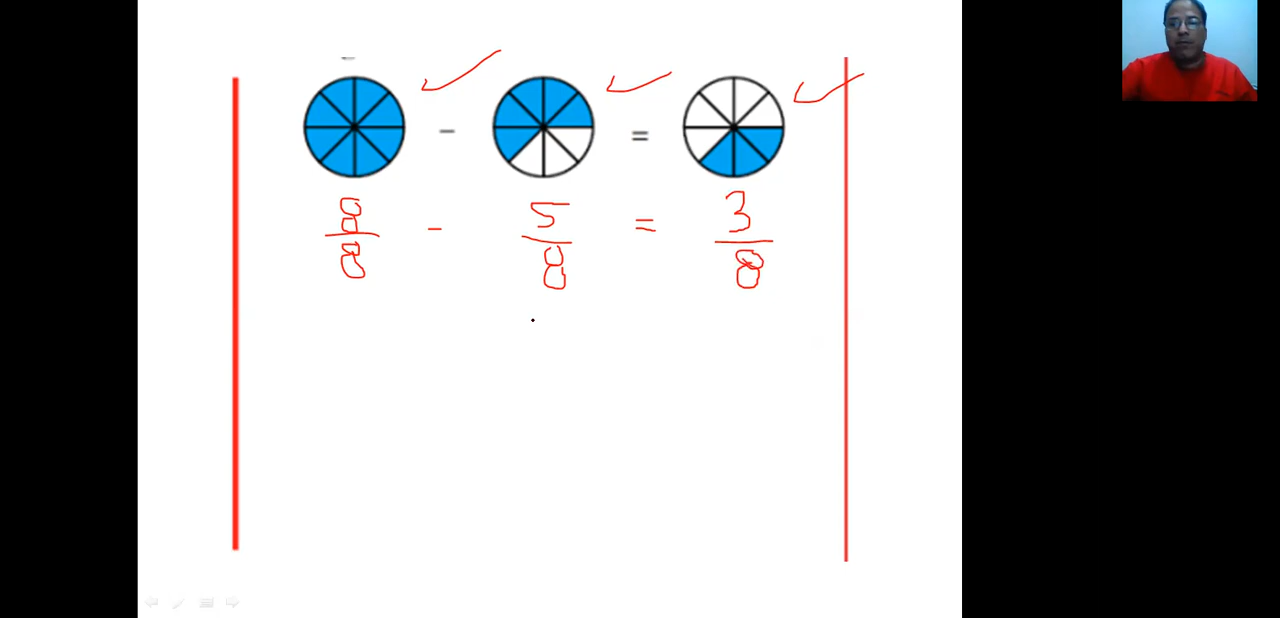 - =
8/8 - 5/8 = 3/8